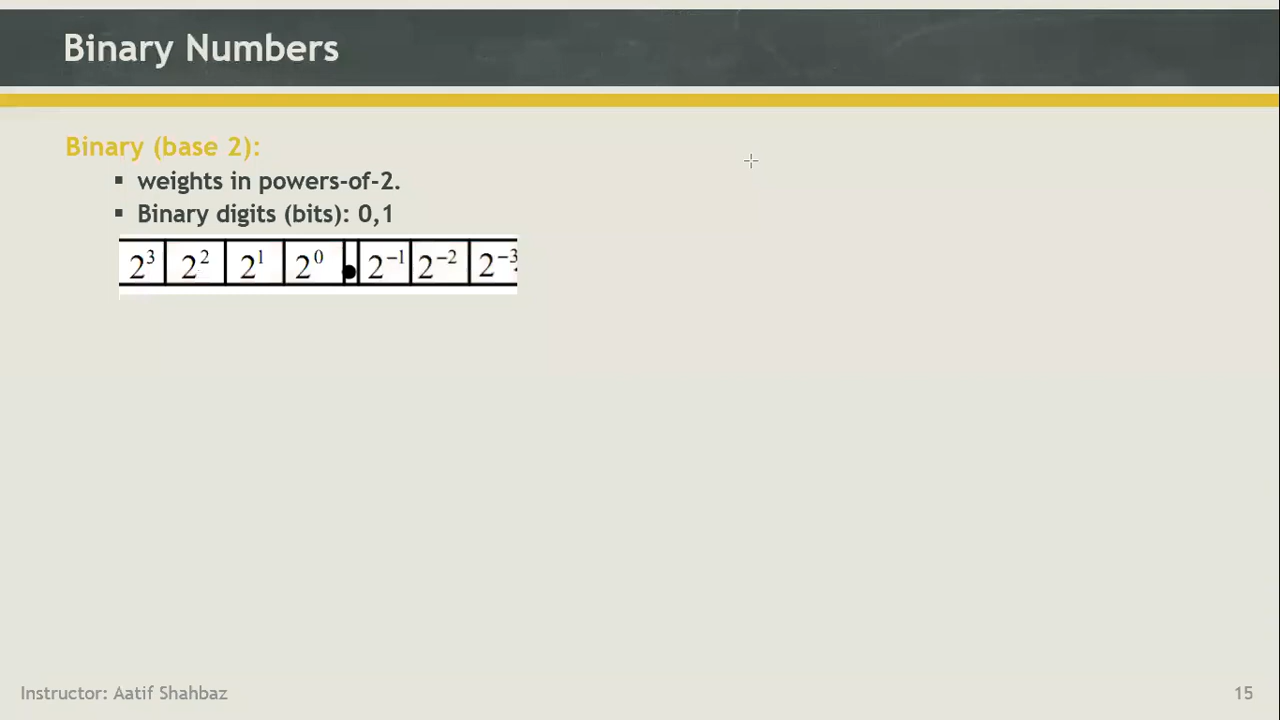 Binary Numbers
Binary (base 2):
▪ weights in powers-of-2.
▪ Binary digits (bits): 0,1
2³ 2² 2¹ 2⁰ . 2⁻¹ 2⁻² 2⁻³
Instructor: Aatif Shahbaz 15